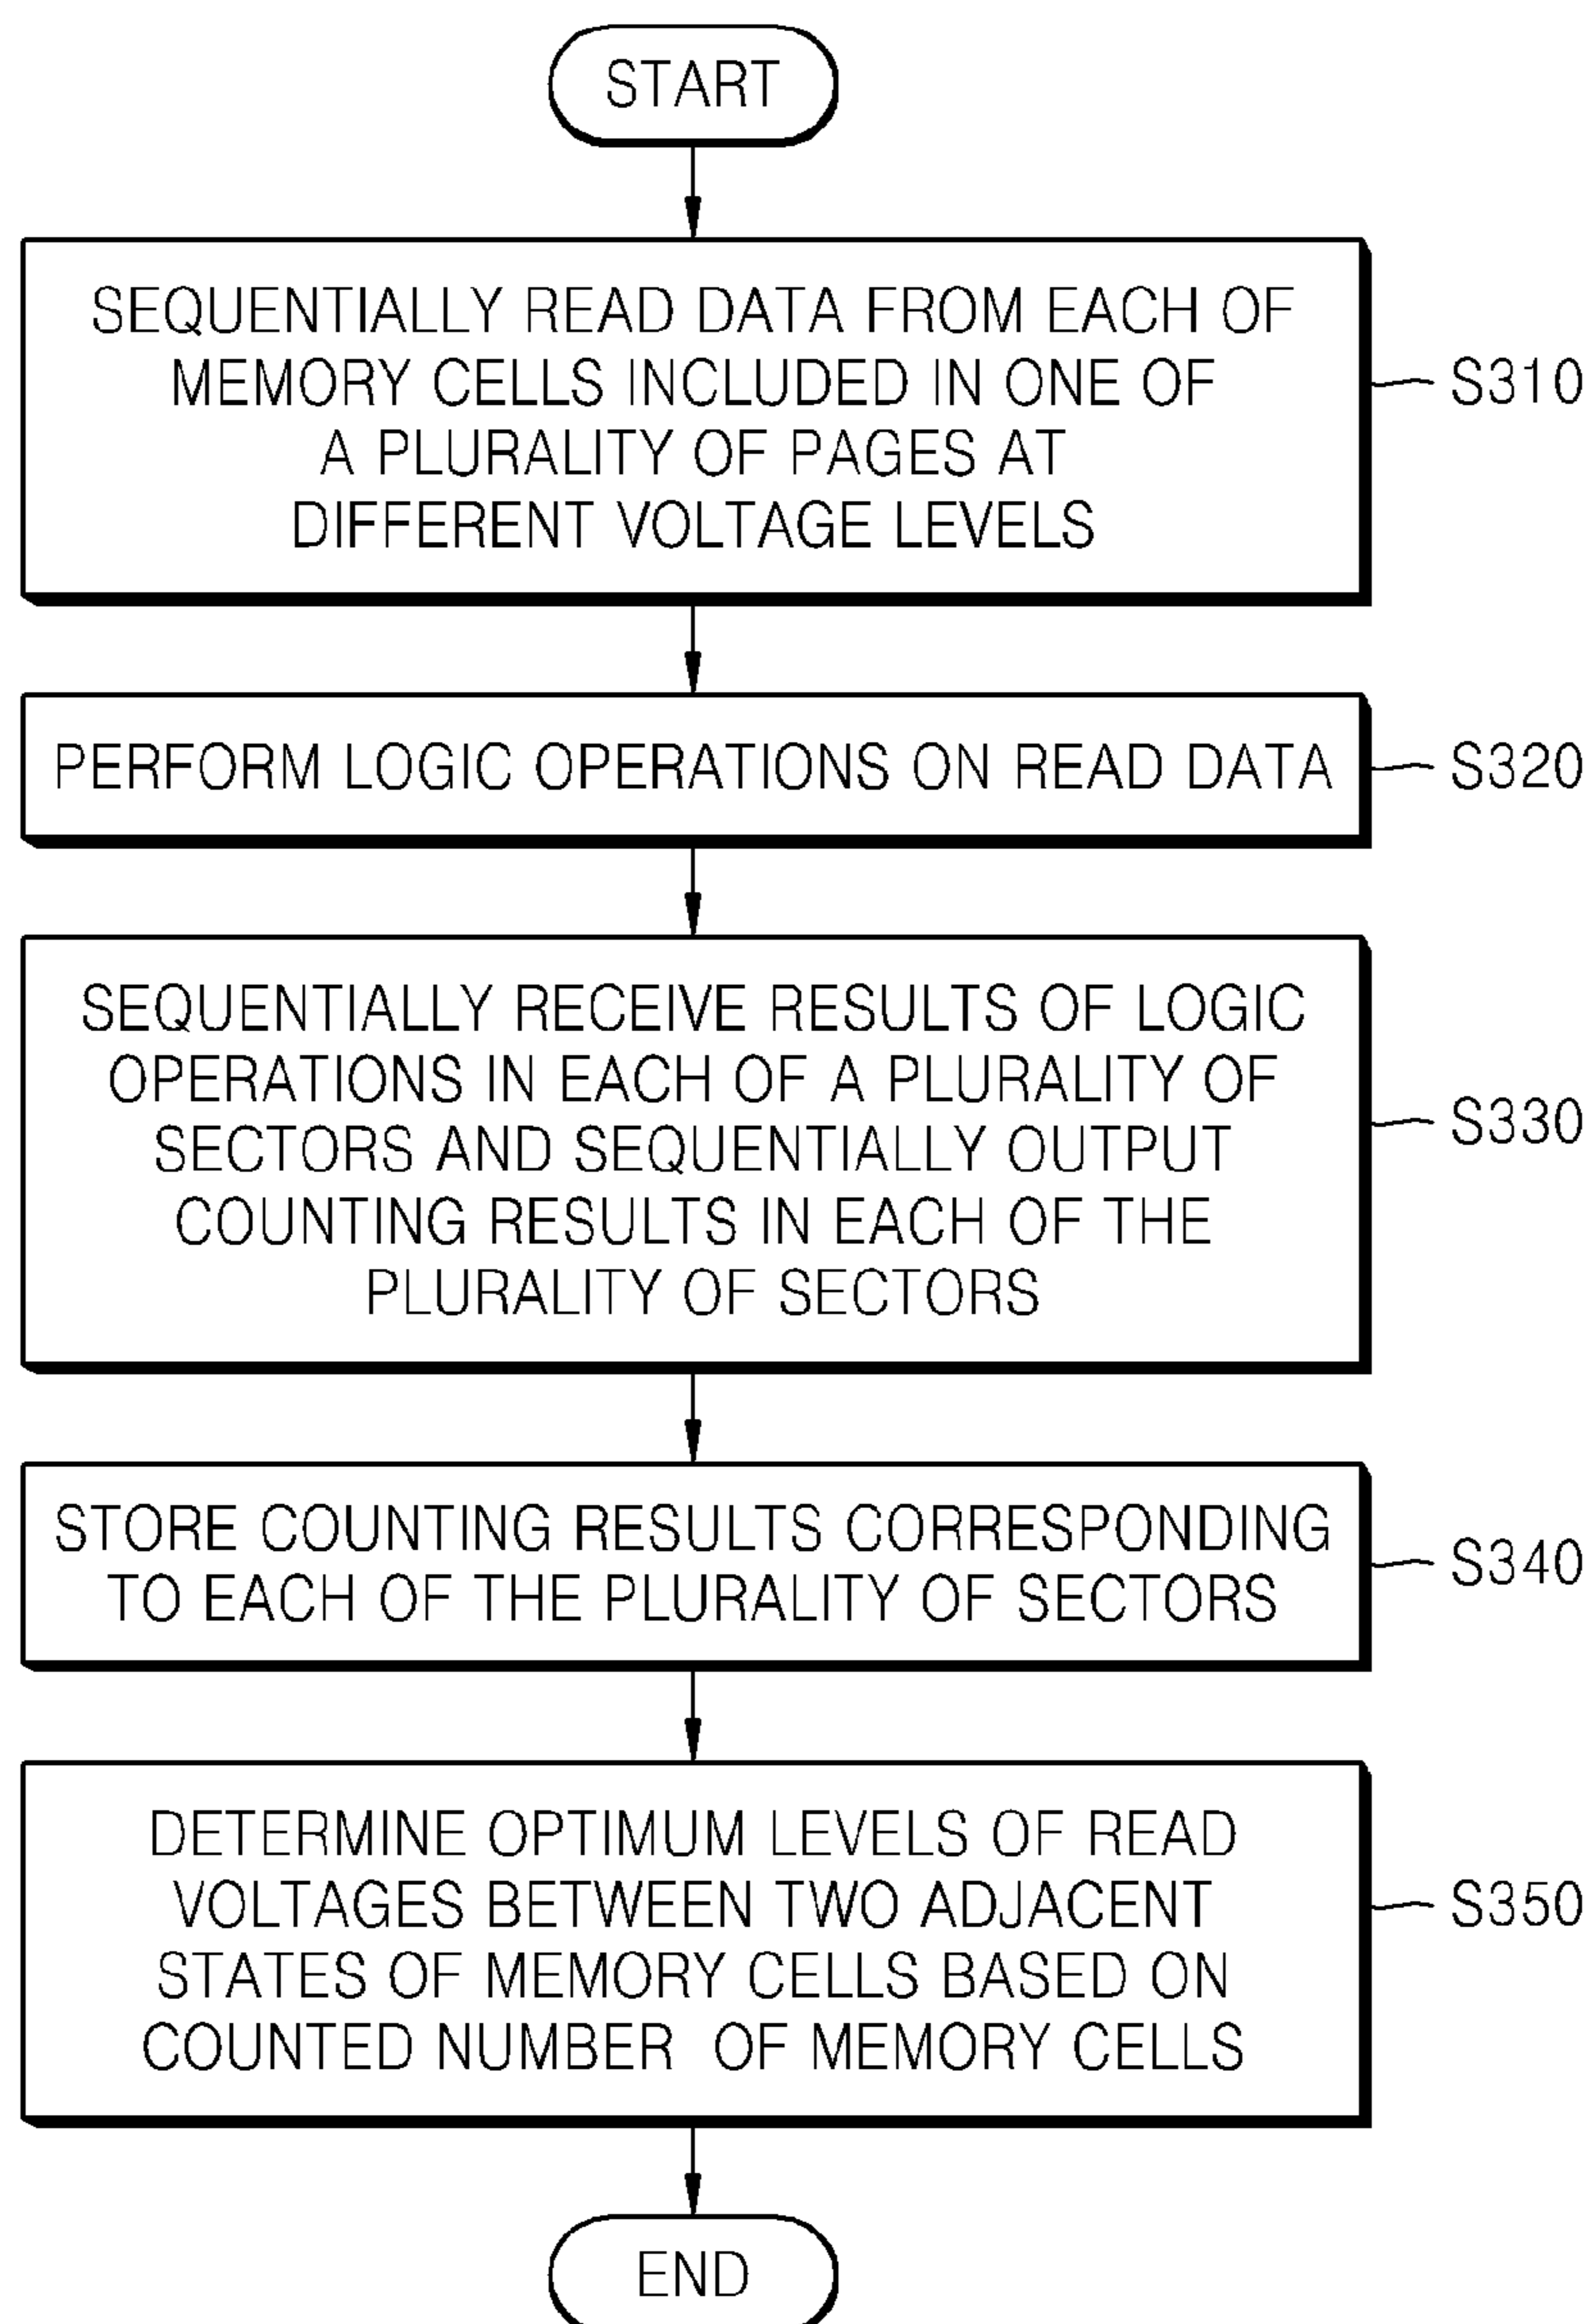 START
SEQUENTIALLY READ DATA FROM EACH OF
MEMORY CELLS INCLUDED IN ONE OF
A PLURALITY OF PAGES AT
DIFFERENT VOLTAGE LEVELS
S310
PERFORM LOGIC OPERATIONS ON READ DATA
S320
SEQUENTIALLY RECEIVE RESULTS OF LOGIC
OPERATIONS IN EACH OF A PLURALITY OF
SECTORS AND SEQUENTIALLY OUTPUT
COUNTING RESULTS IN EACH OF THE
PLURALITY OF SECTORS
S330
STORE COUNTING RESULTS CORRESPONDING
TO EACH OF THE PLURALITY OF SECTORS
S340
DETERMINE OPTIMUM LEVELS OF READ
VOLTAGES BETWEEN TWO ADJACENT
STATES OF MEMORY CELLS BASED ON
COUNTED NUMBER OF MEMORY CELLS
S350
END